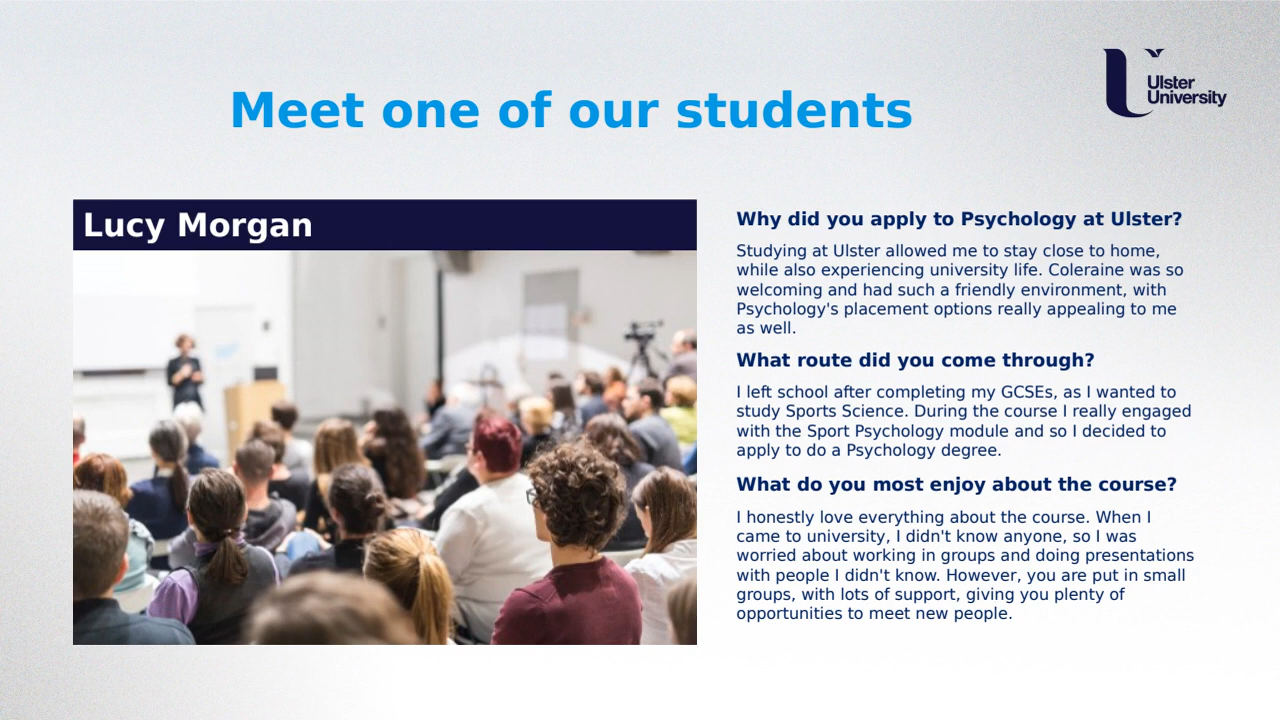 Meet one of our students
Ulster
University
Lucy Morgan
Why did you apply to Psychology at Ulster?
Studying at Ulster allowed me to stay close to home,
while also experiencing university life. Coleraine was so
welcoming and had such a friendly environment, with
Psychology's placement options really appealing to me
as well.
What route did you come through?
I left school after completing my GCSEs, as I wanted to
study Sports Science. During the course I really engaged
with the Sport Psychology module and so I decided to
apply to do a Psychology degree.
What do you most enjoy about the course?
I honestly love everything about the course. When I
came to university, I didn't know anyone, so I was
worried about working in groups and doing presentations
with people I didn't know. However, you are put in small
groups, with lots of support, giving you plenty of
opportunities to meet new people.